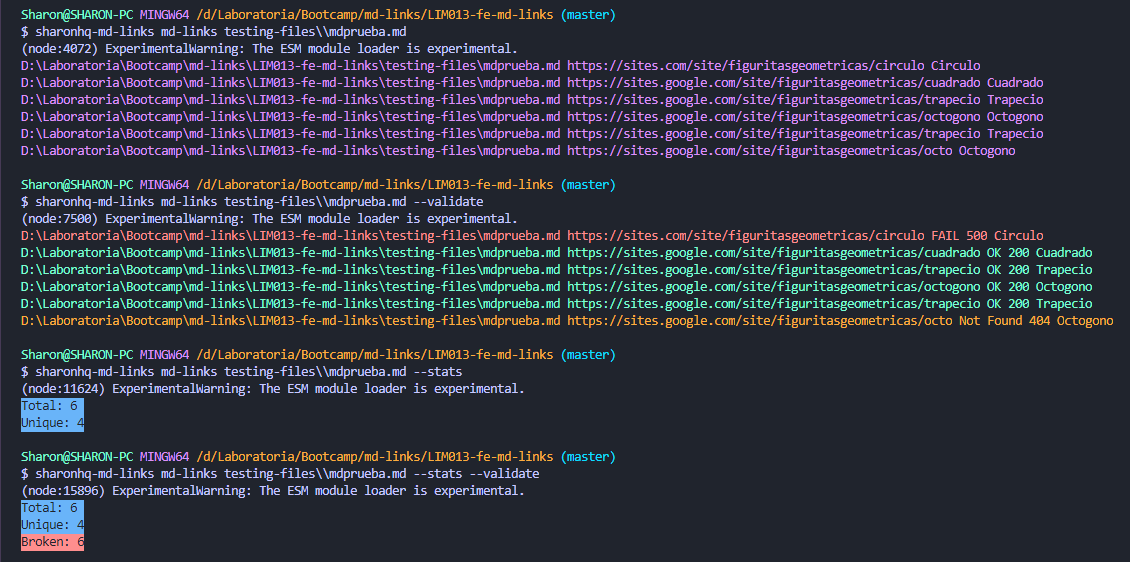 Sharon@SHARON-PC MINGW64 /d/Laboratoria/Bootcamp/md-links/LIM013-fe-md-links (master)
$ sharonhq-md-links md-links testing-files\\mdprueba.md
(node:4072) ExperimentalWarning: The ESM module loader is experimental.
D:\Laboratoria\Bootcamp\md-links\LIM013-fe-md-links\testing-files\mdprueba.md https://sites.com/site/figuritasgeometricas/circulo Circulo
D:\Laboratoria\Bootcamp\md-links\LIM013-fe-md-links\testing-files\mdprueba.md https://sites.google.com/site/figuritasgeometricas/cuadrado Cuadrado
D:\Laboratoria\Bootcamp\md-links\LIM013-fe-md-links\testing-files\mdprueba.md https://sites.google.com/site/figuritasgeometricas/trapecio Trapecio
D:\Laboratoria\Bootcamp\md-links\LIM013-fe-md-links\testing-files\mdprueba.md https://sites.google.com/site/figuritasgeometricas/octogono Octogono
D:\Laboratoria\Bootcamp\md-links\LIM013-fe-md-links\testing-files\mdprueba.md https://sites.google.com/site/figuritasgeometricas/trapecio Trapecio
D:\Laboratoria\Bootcamp\md-links\LIM013-fe-md-links\testing-files\mdprueba.md https://sites.google.com/site/figuritasgeometricas/octo Octogono
Sharon@SHARON-PC MINGW64 /d/Laboratoria/Bootcamp/md-links/LIM013-fe-md-links (master)
$ sharonhq-md-links md-links testing-files\\mdprueba.md --validate
(node:7500) ExperimentalWarning: The ESM module loader is experimental.
D:\Laboratoria\Bootcamp\md-links\LIM013-fe-md-links\testing-files\mdprueba.md https://sites.com/site/figuritasgeometricas/circulo FAIL 500 Circulo
D:\Laboratoria\Bootcamp\md-links\LIM013-fe-md-links\testing-files\mdprueba.md https://sites.google.com/site/figuritasgeometricas/cuadrado OK 200 Cuadrado
D:\Laboratoria\Bootcamp\md-links\LIM013-fe-md-links\testing-files\mdprueba.md https://sites.google.com/site/figuritasgeometricas/trapecio OK 200 Trapecio
D:\Laboratoria\Bootcamp\md-links\LIM013-fe-md-links\testing-files\mdprueba.md https://sites.google.com/site/figuritasgeometricas/octogono OK 200 Octogono
D:\Laboratoria\Bootcamp\md-links\LIM013-fe-md-links\testing-files\mdprueba.md https://sites.google.com/site/figuritasgeometricas/trapecio OK 200 Trapecio
D:\Laboratoria\Bootcamp\md-links\LIM013-fe-md-links\testing-files\mdprueba.md https://sites.google.com/site/figuritasgeometricas/octo Not Found 404 Octogono
Sharon@SHARON-PC MINGW64 /d/Laboratoria/Bootcamp/md-links/LIM013-fe-md-links (master)
$ sharonhq-md-links md-links testing-files\\mdprueba.md --stats
(node:11624) ExperimentalWarning: The ESM module loader is experimental.
Total: 6
Unique: 4
Sharon@SHARON-PC MINGW64 /d/Laboratoria/Bootcamp/md-links/LIM013-fe-md-links (master)
$ sharonhq-md-links md-links testing-files\\mdprueba.md --stats --validate
(node:15896) ExperimentalWarning: The ESM module loader is experimental.
Total: 6
Unique: 4
Broken: 6